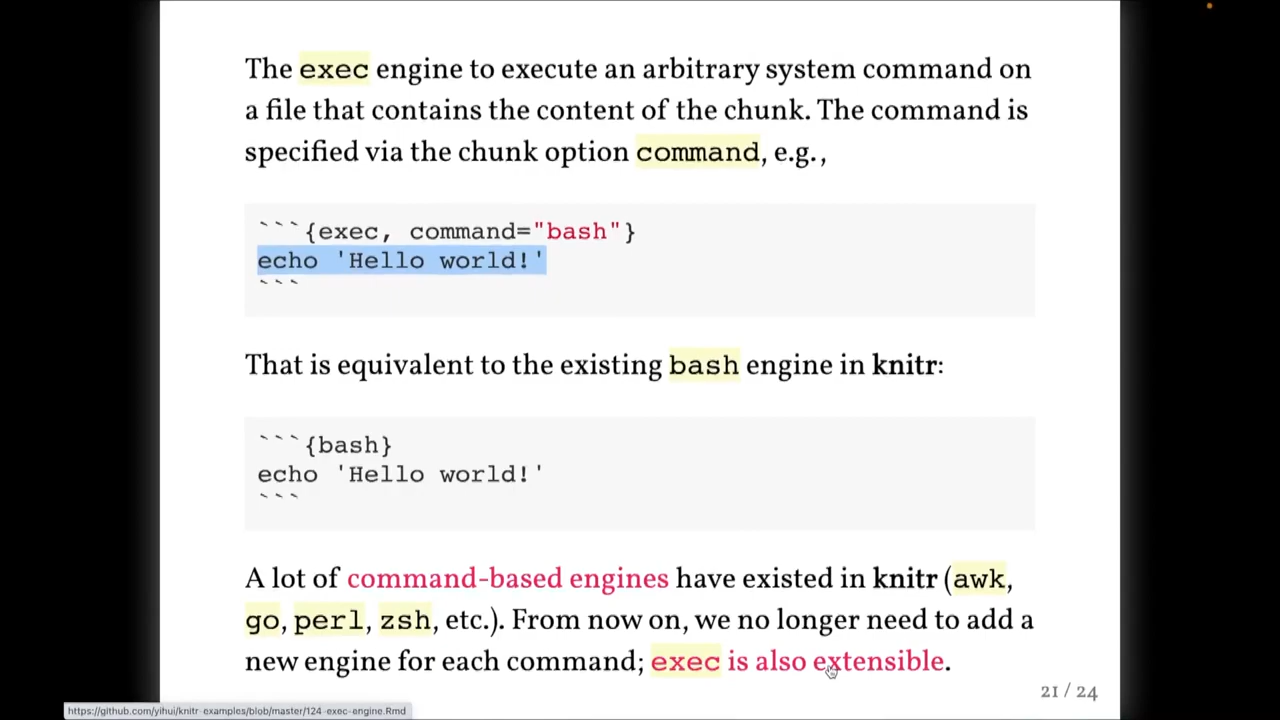 The exec engine to execute an arbitrary system command on
a file that contains the content of the chunk. The command is
specified via the chunk option command, e.g.,
```{exec, command="bash"}
echo 'Hello world!'
```
That is equivalent to the existing bash engine in knitr:
```{bash}
echo 'Hello world!'
```
A lot of command-based engines have existed in knitr (awk,
go, perl, zsh, etc.). From now on, we no longer need to add a
new engine for each command; exec is also extensible.
21 / 24
https://github.com/yihui/knitr-examples/blob/master/124-exec-engine.Rmd